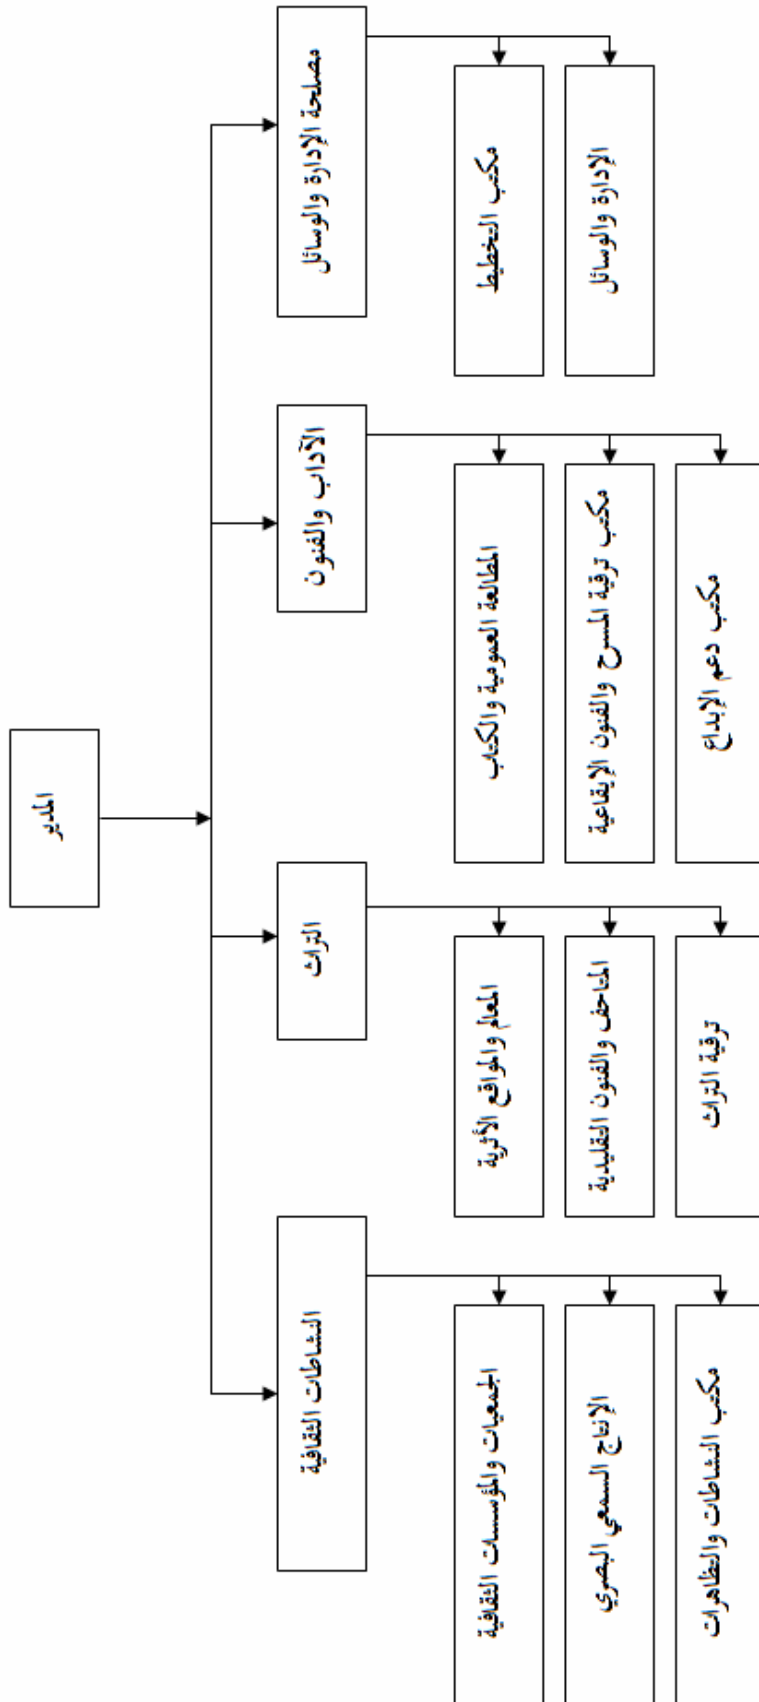 المدير
مصلحة الإدارة والوسائل
مكتب التخطيط
الإدارة والوسائل
الآداب والفنون
المطالعة العمومية والكتاب
مكتب ترقية المسرح والفنون الإيقاعية
مكتب دعم الإبداع
التراث
المعالم والمواقع الأثرية
المتاحف والفنون التقليدية
ترقية التراث
النشاطات الثقافية
الجمعيات والمؤسسات الثقافية
الإنتاج السمعي البصري
مكتب النشاطات والتظاهرات